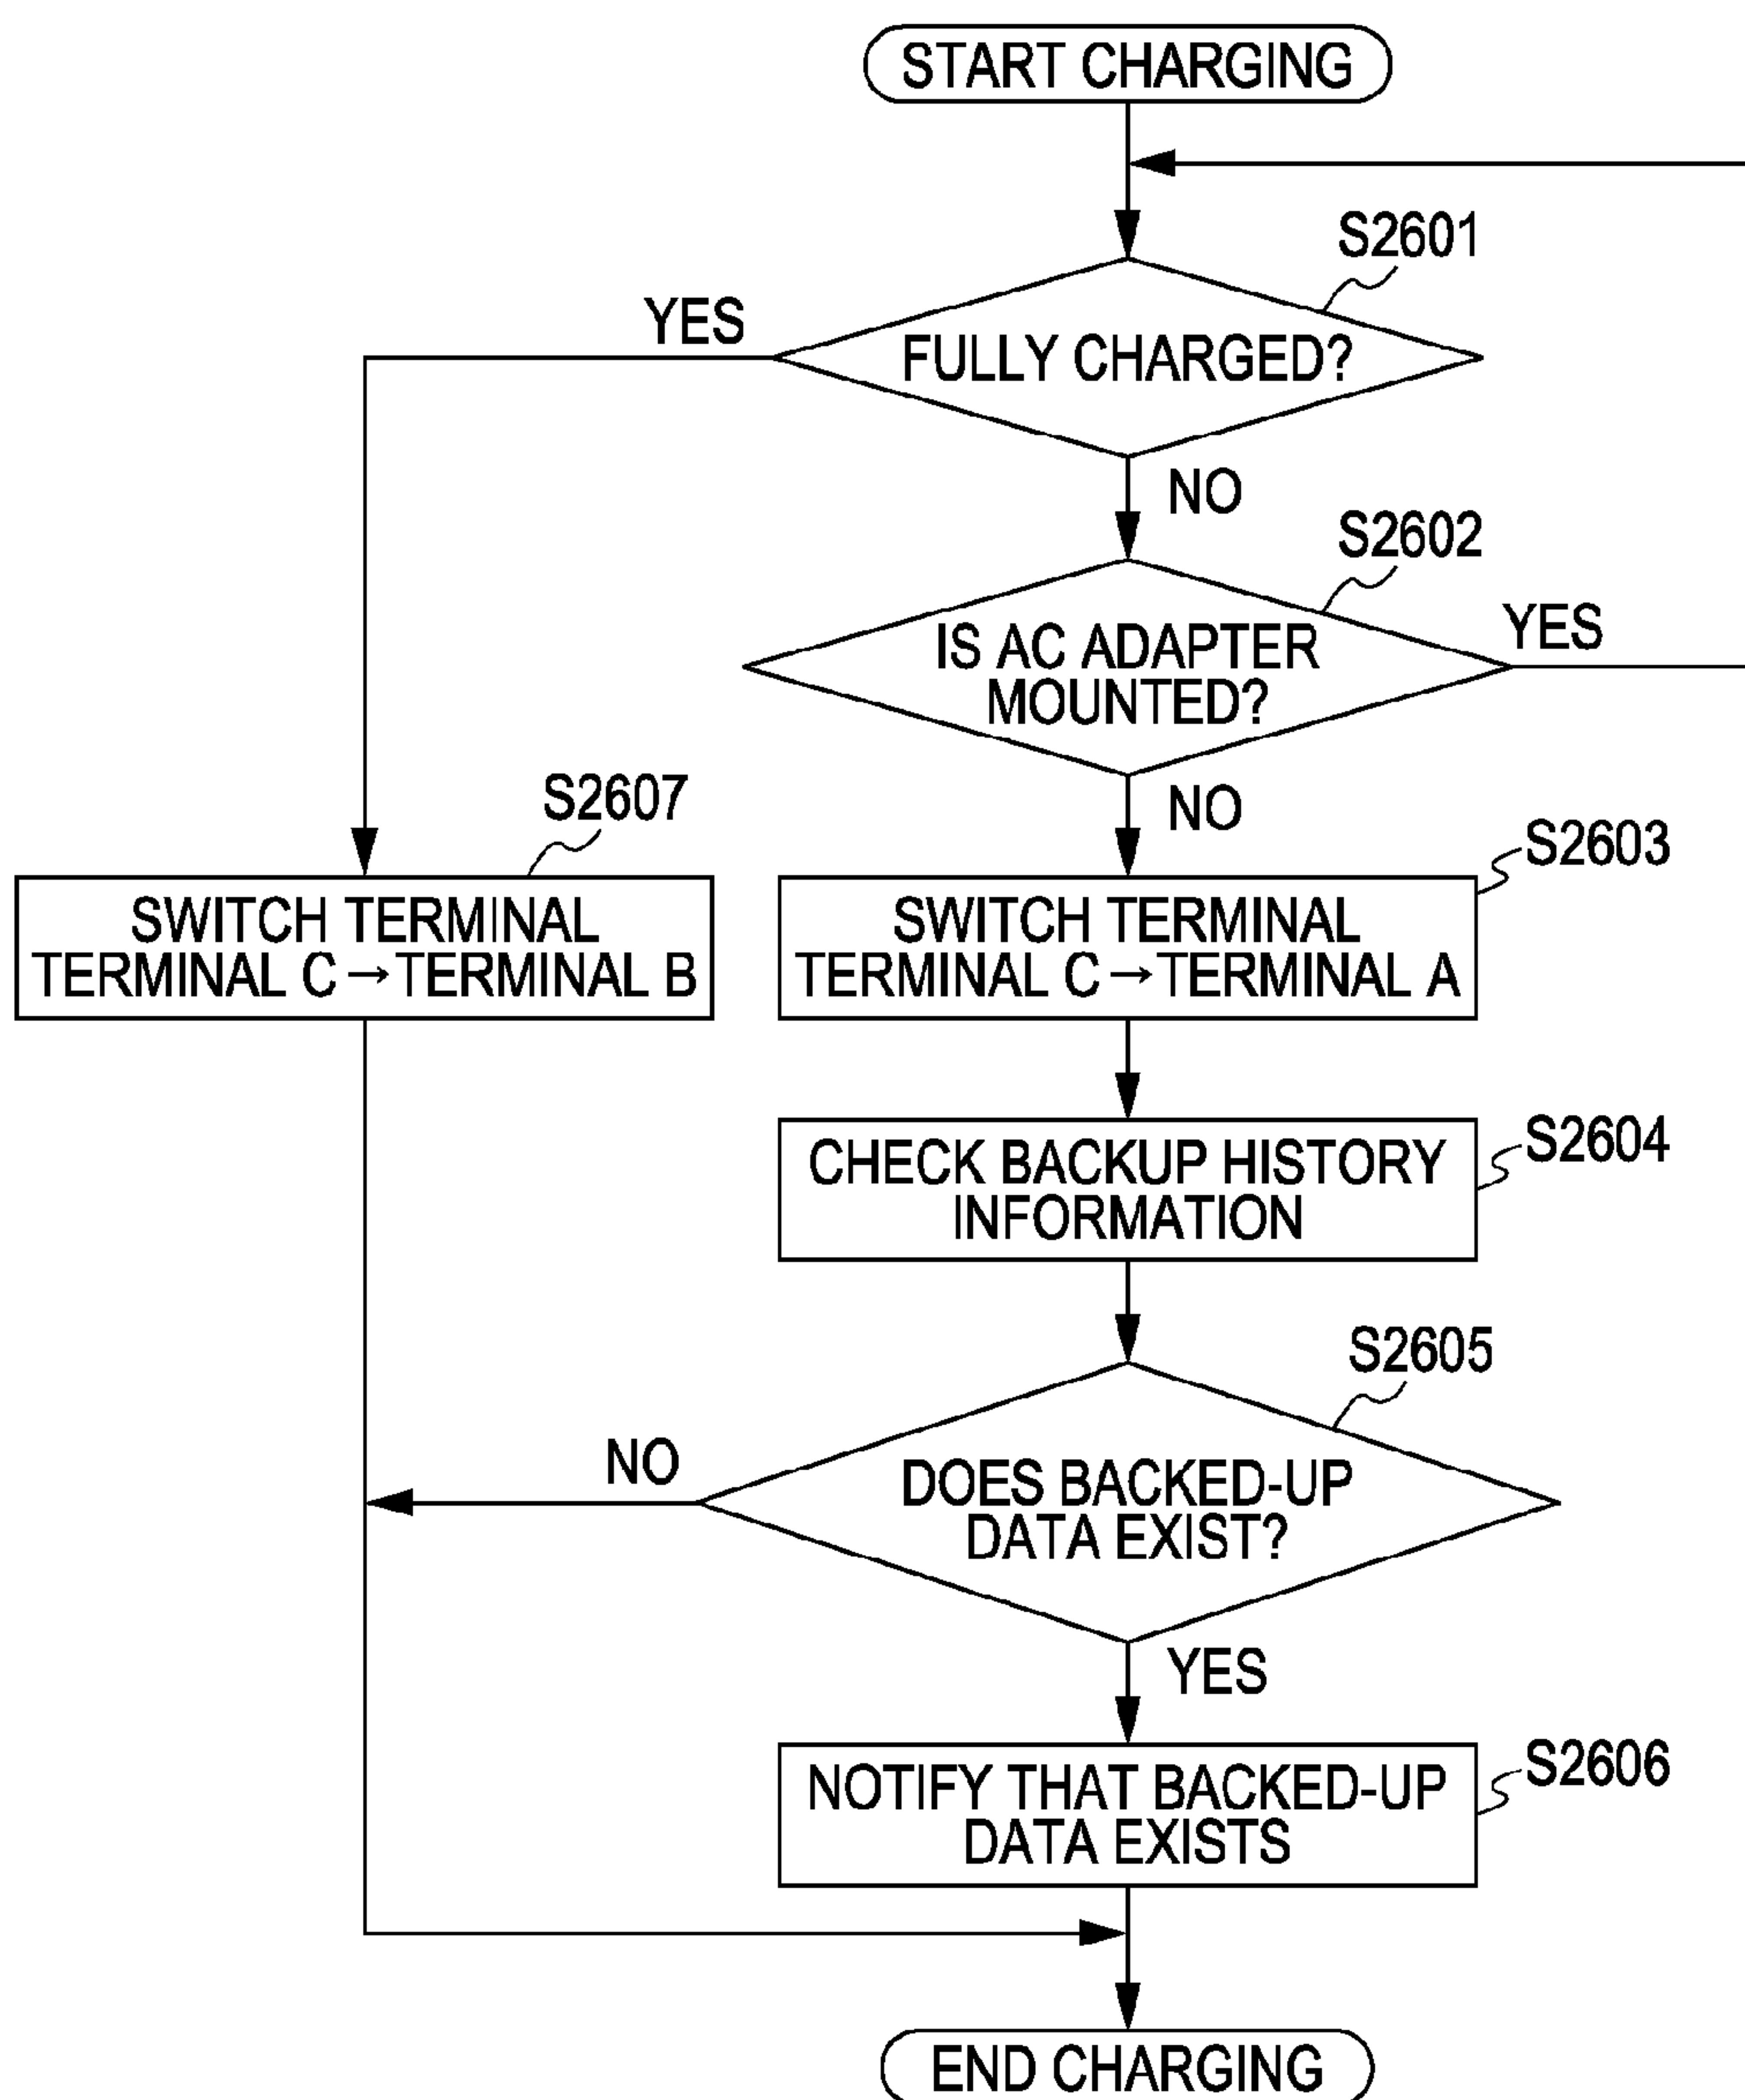 START CHARGING
S2601
YES
FULLY CHARGED?
NO
S2602
YES
IS AC ADAPTER
MOUNTED?
NO
S2607
S2603
SWITCH TERMINAL
TERMINAL C→TERMINAL B
SWITCH TERMINAL
TERMINAL C→TERMINAL A
S2604
CHECK BACKUP HISTORY
INFORMATION
S2605
NO
DOES BACKED-UP
DATA EXIST?
YES
S2606
NOTIFY THAT BACKED-UP
DATA EXISTS
END CHARGING